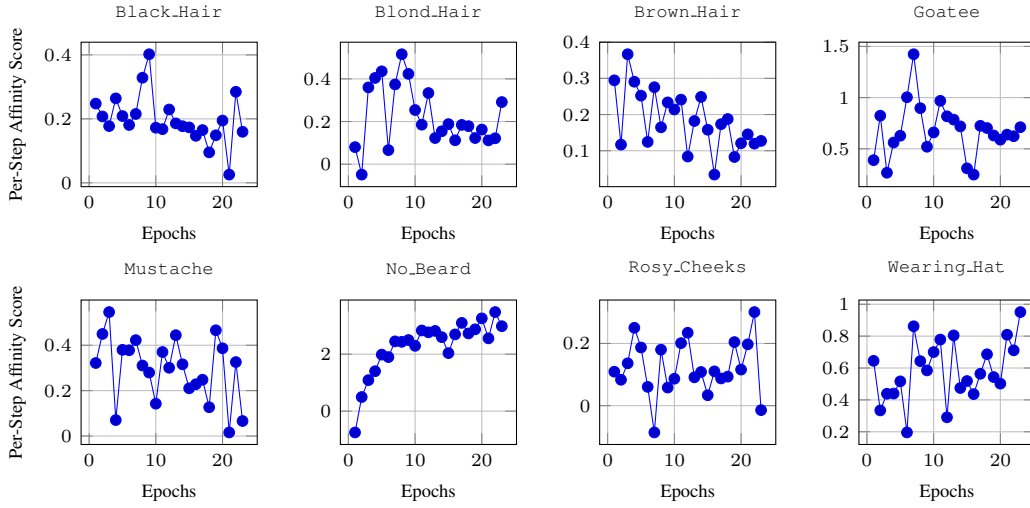 Black_Hair Blond_Hair Brown_Hair Goatee
Per-Step Affinity Score
0.4
0.2
0
0 10 20
Epochs
0.6
0.4
0.2
0
0 10 20
Epochs
0.4
0.3
0.2
0.1
0 10 20
Epochs
1.5
1
0.5
0 10 20
Epochs
Mustache No_Beard Rosy_Cheeks Wearing_Hat
Per-Step Affinity Score
0.4
0.2
0
0 10 20
Epochs
2
0
0 10 20
Epochs
0.2
0
0 10 20
Epochs
1
0.8
0.6
0.4
0.2
0 10 20
Epochs